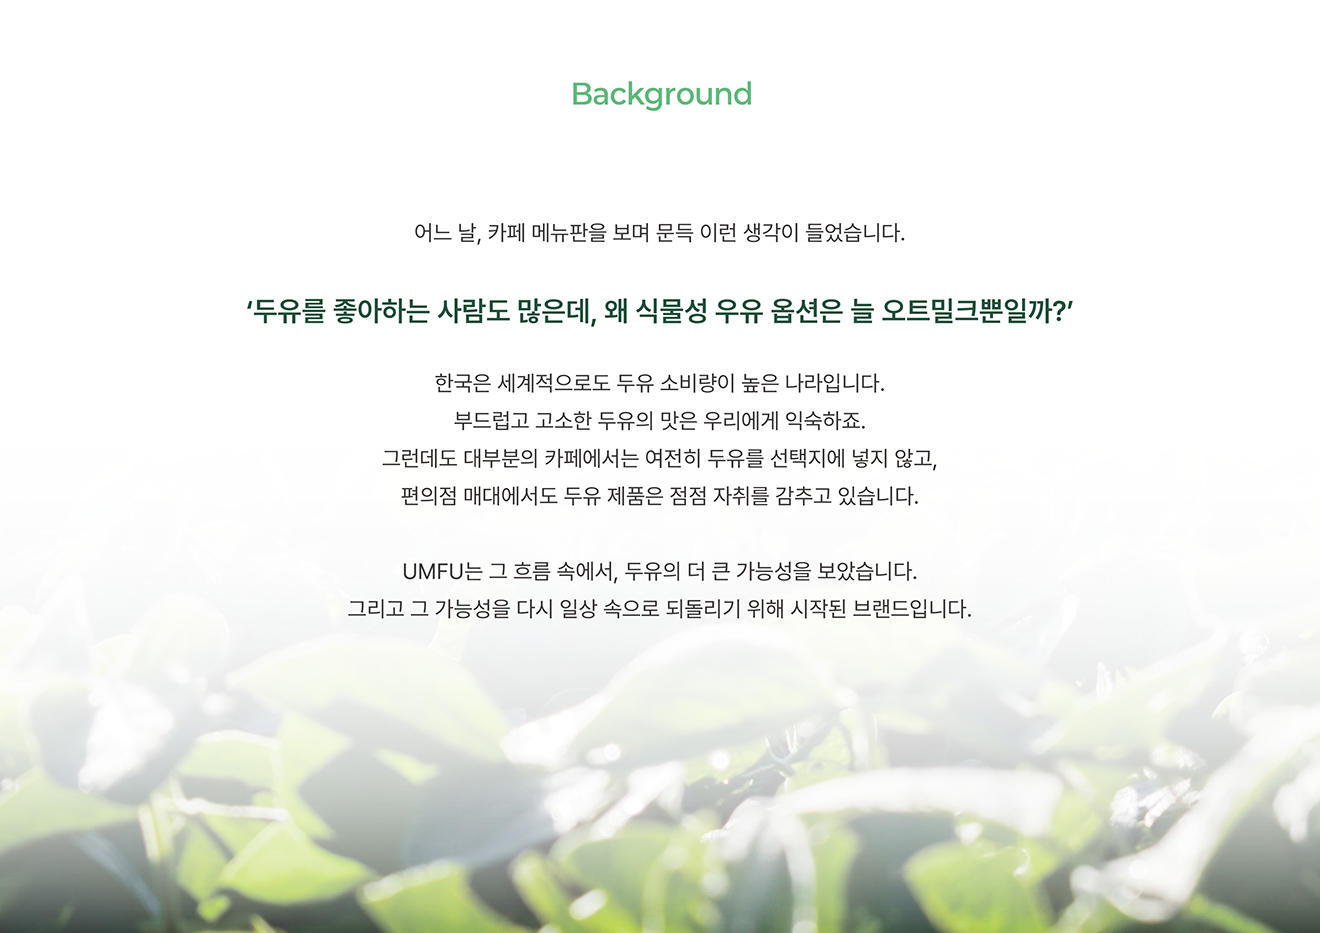 Background
어느 날, 카페 메뉴판을 보며 문득 이런 생각이 들었습니다.
‘두유를 좋아하는 사람도 많은데, 왜 식물성 우유 옵션은 늘 오트밀크뿐일까?’
한국은 세계적으로도 두유 소비량이 높은 나라입니다.
부드럽고 고소한 두유의 맛은 우리에게 익숙하죠.
그런데도 대부분의 카페에서는 여전히 두유를 선택지에 넣지 않고,
편의점 매대에서도 두유 제품은 점점 자취를 감추고 있습니다.
UMFU는 그 흐름 속에서, 두유의 더 큰 가능성을 보았습니다.
그리고 그 가능성을 다시 일상 속으로 되돌리기 위해 시작된 브랜드입니다.